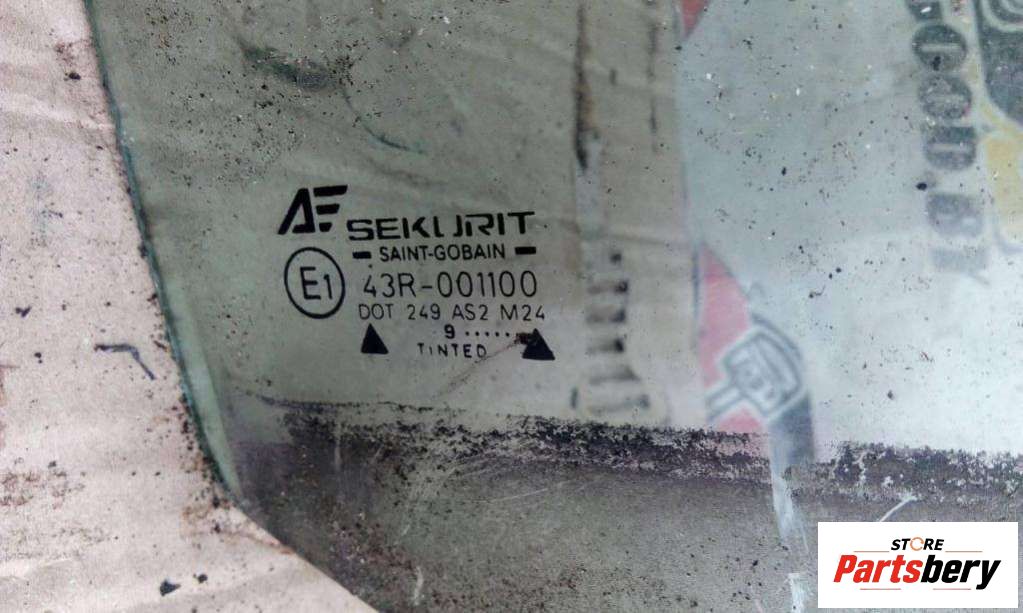 SEKURIT
SAINT-GOBAIN
E1 43R-001100
DOT 249 AS2 M24
9 ......
TINTED
STORE
Partsbery